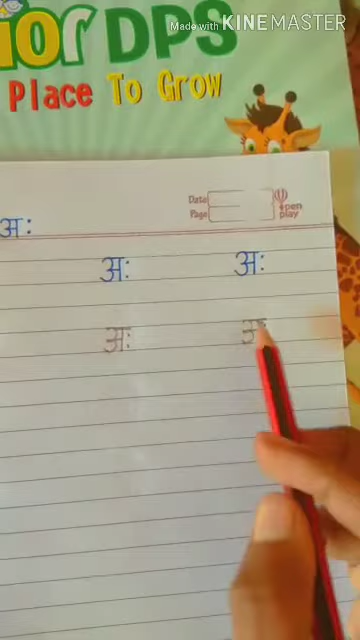 Made with KINEMASTER
ior DPS
Place To Grow
Date
Page
open
play
अः
अः अः
अः अ